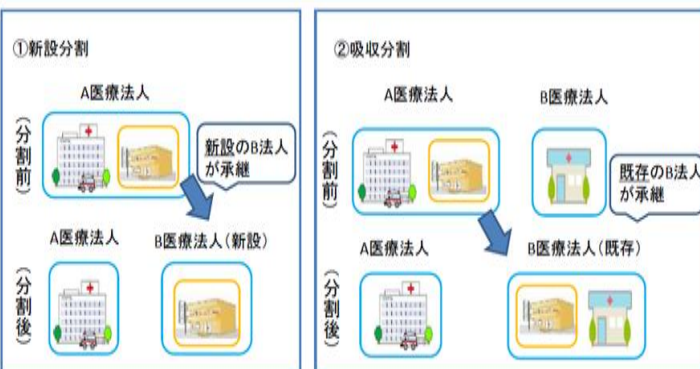 ①新設分割
A医療法人
(分割前)
新設のB法人
が承継
A医療法人
B医療法人(新設)
(分割後)
②吸収分割
A医療法人
B医療法人
(分割前)
既存のB法人
が承継
A医療法人
B医療法人(既存)
(分割後)